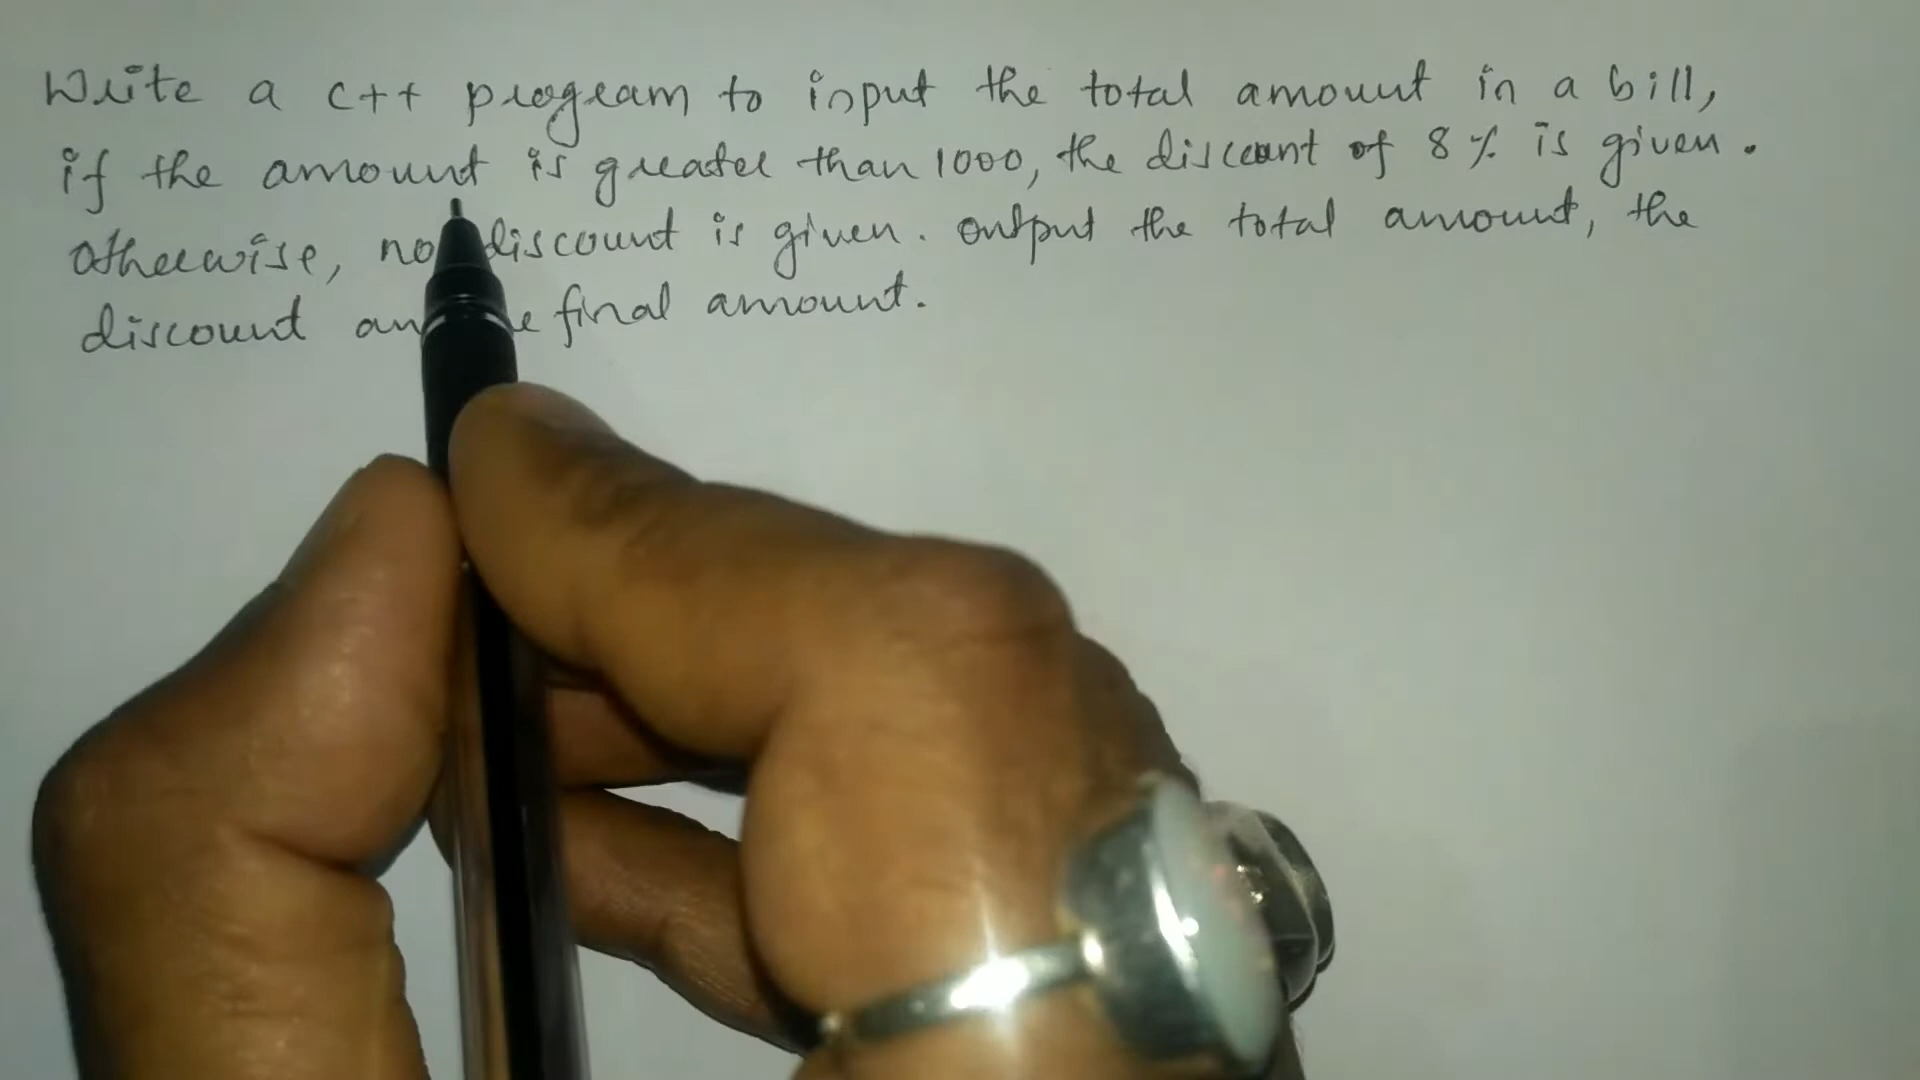 Write a c++ program to input the total amount in a bill,
if the amount is greater than 1000, the discount of 8% is given.
Otherwise, no discount is given. output the total amount, the
discount an e final amount.